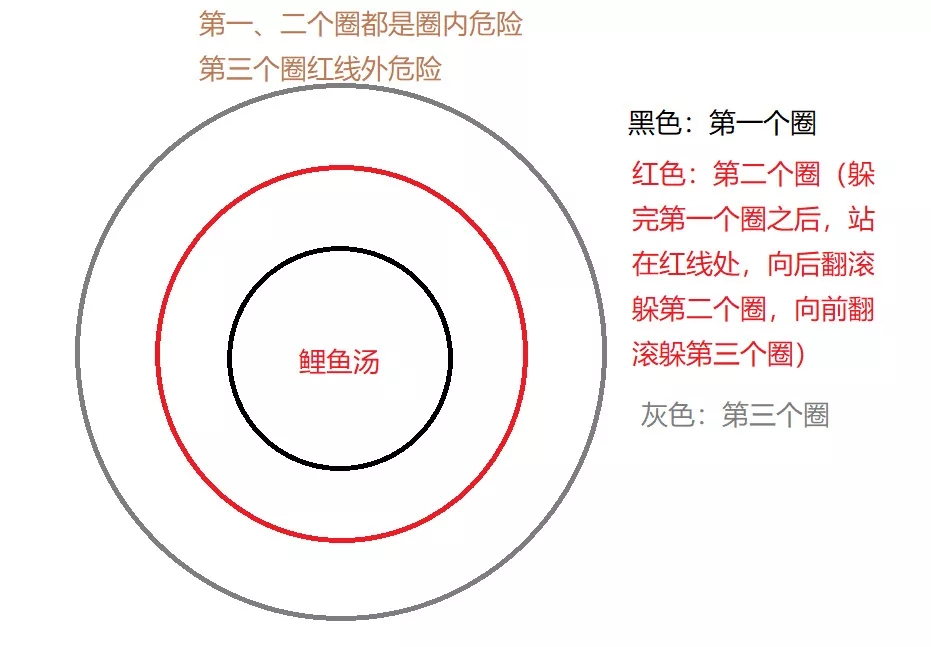 第一、二个圈都是圈内危险
第三个圈红线外危险
黑色：第一个圈
红色：第二个圈（躲
完第一个圈之后，站
在红线处，向后翻滚
躲第二个圈，向前翻
滚躲第三个圈）
鲤鱼汤
灰色：第三个圈